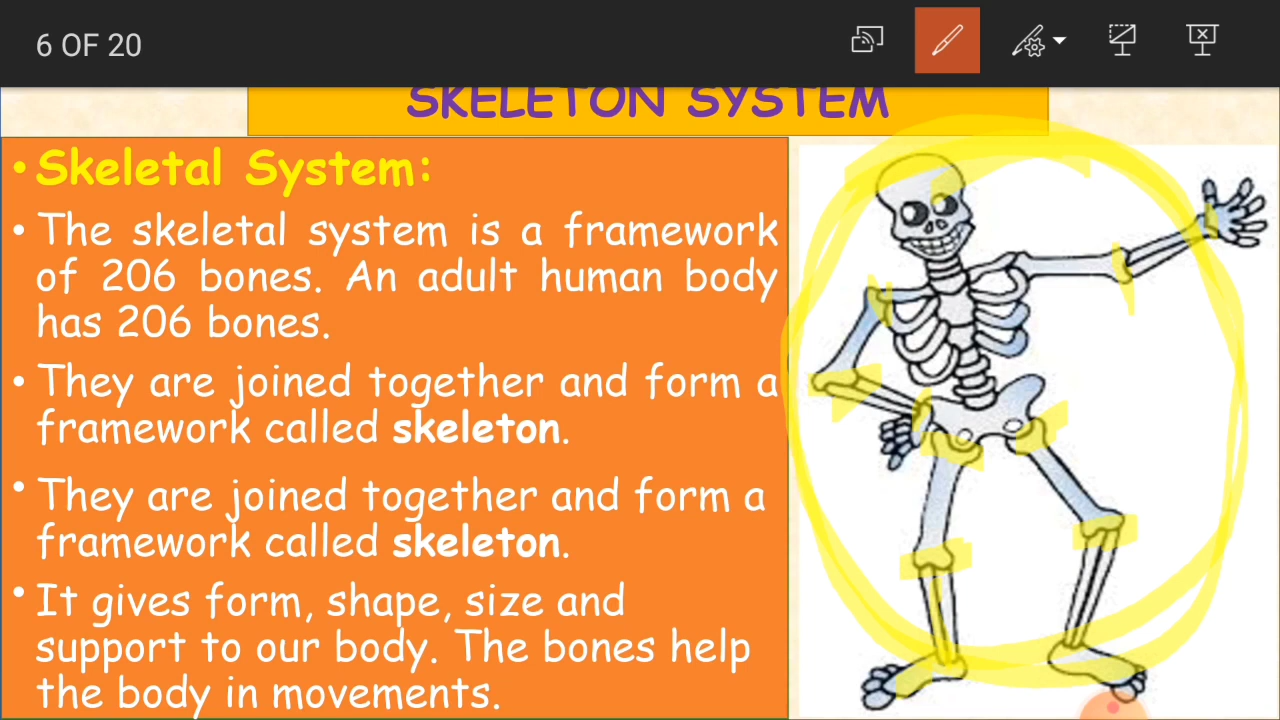 6 OF 20
SKELETON SYSTEM
• Skeletal System:
• The skeletal system is a framework
of 206 bones. An adult human body
has 206 bones.
• They are joined together and form a
framework called skeleton.
• They are joined together and form a
framework called skeleton.
• It gives form, shape, size and
support to our body. The bones help
the body in movements.